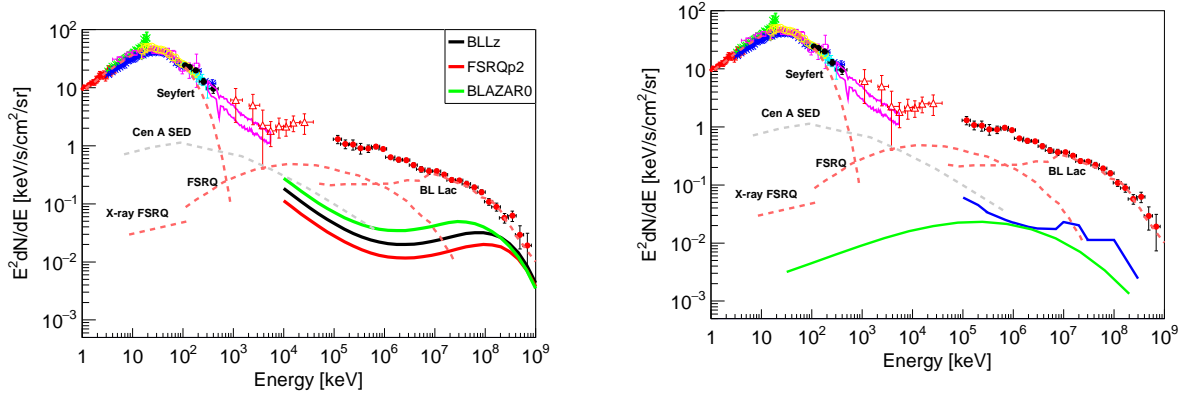 10²
10
1
10⁻¹
10⁻²
10⁻³
E²dN/dE [keV/s/cm²/sr]
BLLz
FSRQp2
BLAZAR0
Seyfert
Cen A SED
FSRQ
X-ray FSRQ
BL Lac
1 10 10² 10³ 10⁴ 10⁵ 10⁶ 10⁷ 10⁸ 10⁹
Energy [keV]
10²
10
1
10⁻¹
10⁻²
10⁻³
E²dN/dE [keV/s/cm²/sr]
Seyfert
Cen A SED
FSRQ
X-ray FSRQ
BL Lac
1 10 10² 10³ 10⁴ 10⁵ 10⁶ 10⁷ 10⁸ 10⁹
Energy [keV]